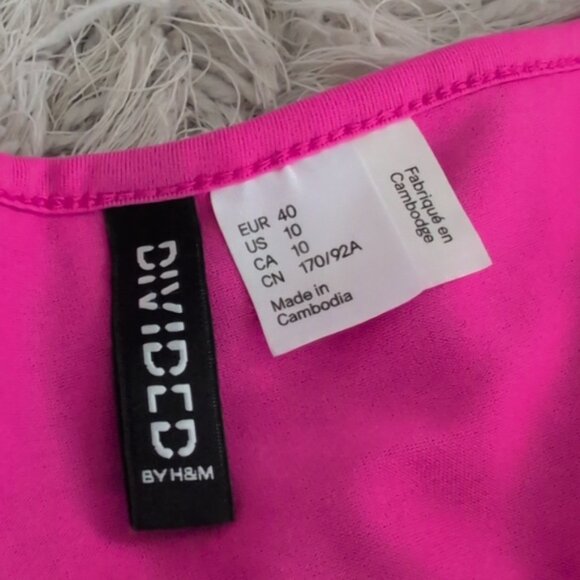 DIVIDED
BY H&M
EUR 40
US 10
CA 10
CN 170/92A
Made in
Cambodia
Fabriqué en
Cambodge